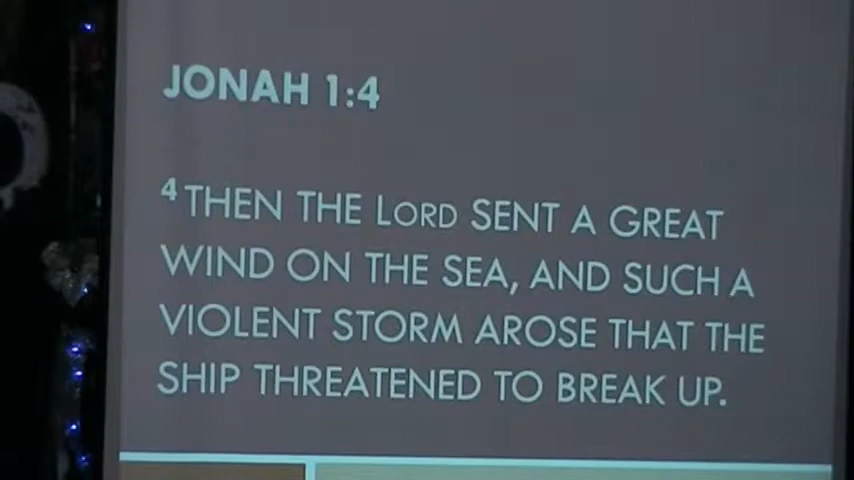 JONAH 1:4
4 THEN THE LORD SENT A GREAT
WIND ON THE SEA, AND SUCH A
VIOLENT STORM AROSE THAT THE
SHIP THREATENED TO BREAK UP.